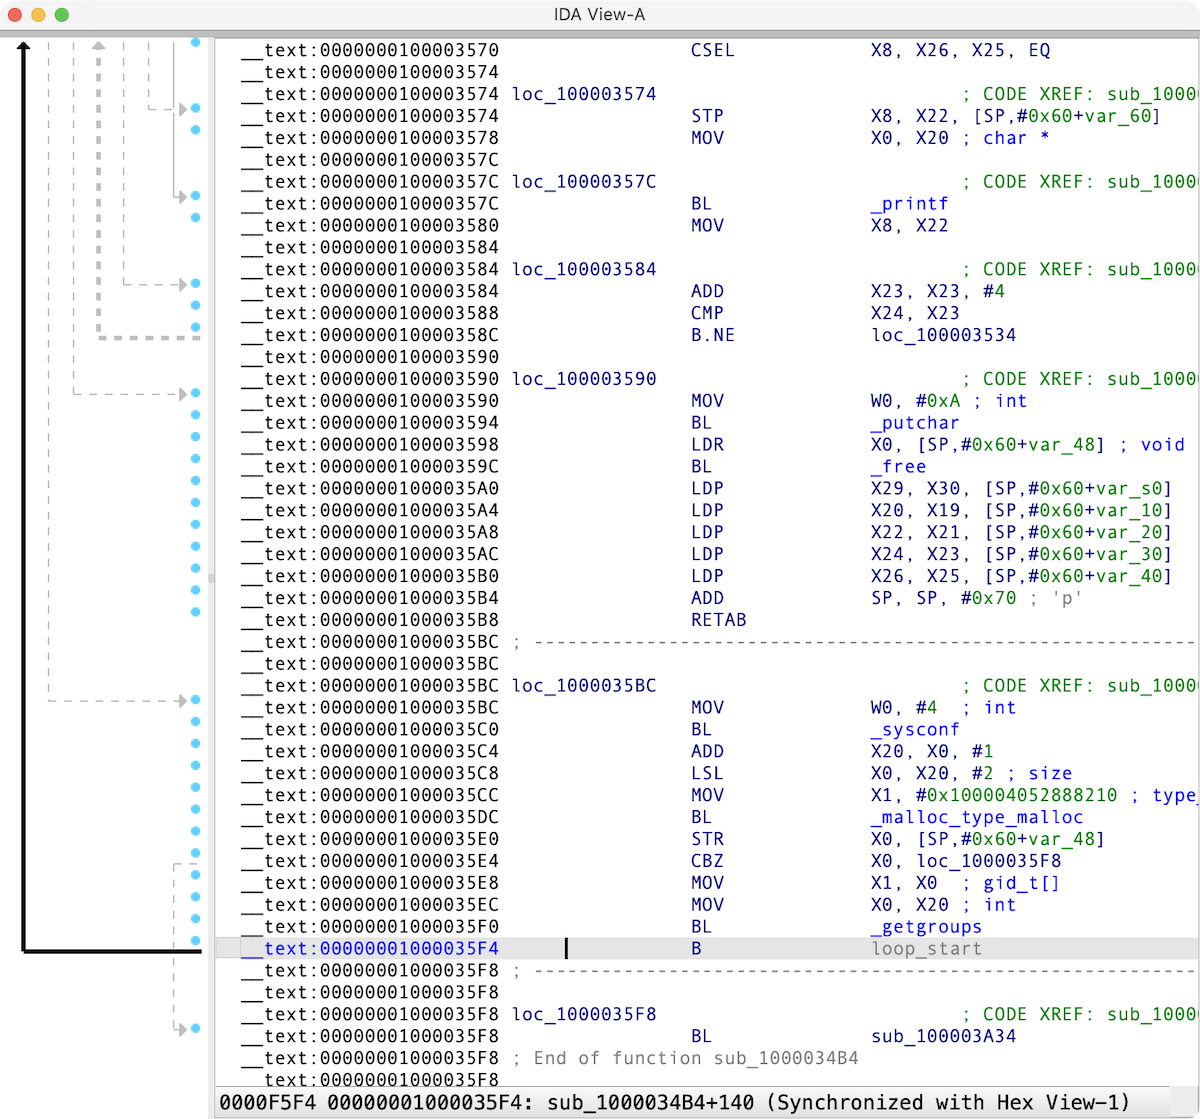 IDA View-A
__text:0000000100003570 CSEL X8, X26, X25, EQ
__text:0000000100003574
__text:0000000100003574 loc_100003574 ; CODE XREF: sub_1000
__text:0000000100003574 STP X8, X22, [SP,#0x60+var_60]
__text:0000000100003578 MOV X0, X20 ; char *
__text:000000010000357C
__text:000000010000357C loc_10000357C ; CODE XREF: sub_1000
__text:000000010000357C BL _printf
__text:0000000100003580 MOV X8, X22
__text:0000000100003584
__text:0000000100003584 loc_100003584 ; CODE XREF: sub_1000
__text:0000000100003584 ADD X23, X23, #4
__text:0000000100003588 CMP X24, X23
__text:000000010000358C B.NE loc_100003534
__text:0000000100003590
__text:0000000100003590 loc_100003590 ; CODE XREF: sub_1000
__text:0000000100003590 MOV W0, #0xA ; int
__text:0000000100003594 BL _putchar
__text:0000000100003598 LDR X0, [SP,#0x60+var_48] ; void
__text:000000010000359C BL _free
__text:00000001000035A0 LDP X29, X30, [SP,#0x60+var_s0]
__text:00000001000035A4 LDP X20, X19, [SP,#0x60+var_10]
__text:00000001000035A8 LDP X22, X21, [SP,#0x60+var_20]
__text:00000001000035AC LDP X24, X23, [SP,#0x60+var_30]
__text:00000001000035B0 LDP X26, X25, [SP,#0x60+var_40]
__text:00000001000035B4 ADD SP, SP, #0x70 ; 'p'
__text:00000001000035B8 RETAB
__text:00000001000035BC ; ---------------------------------------------------------------
__text:00000001000035BC
__text:00000001000035BC loc_1000035BC ; CODE XREF: sub_1000
__text:00000001000035BC MOV W0, #4 ; int
__text:00000001000035C0 BL _sysconf
__text:00000001000035C4 ADD X20, X0, #1
__text:00000001000035C8 LSL X0, X20, #2 ; size
__text:00000001000035CC MOV X1, #0x100004052888210 ; type_
__text:00000001000035DC BL _malloc_type_malloc
__text:00000001000035E0 STR X0, [SP,#0x60+var_48]
__text:00000001000035E4 CBZ X0, loc_1000035F8
__text:00000001000035E8 MOV X1, X0 ; gid_t[]
__text:00000001000035EC MOV X0, X20 ; int
__text:00000001000035F0 BL _getgroups
__text:00000001000035F4 B loop_start
__text:00000001000035F8 ; ---------------------------------------------------------------
__text:00000001000035F8
__text:00000001000035F8 loc_1000035F8 ; CODE XREF: sub_1000
__text:00000001000035F8 BL sub_100003A34
__text:00000001000035F8 ; End of function sub_1000034B4
__text:00000001000035F8
0000F5F4 00000001000035F4: sub_1000034B4+140 (Synchronized with Hex View-1)